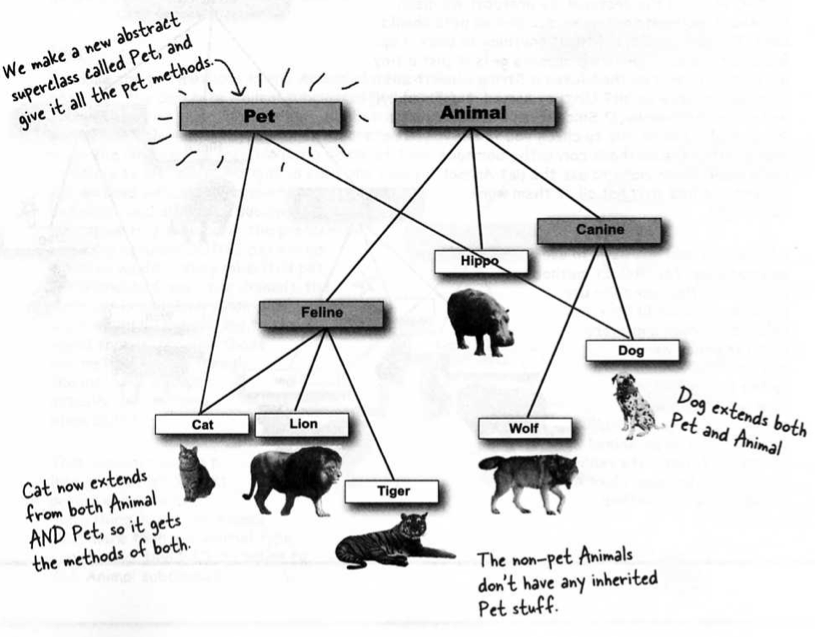 We make a new abstract
superclass called Pet, and
give it all the pet methods.
Pet
Animal
Canine
Hippo
Feline
Dog
Dog extends both
Pet and Animal
Cat
Lion
Wolf
Tiger
Cat now extends
from both Animal
AND Pet, so it gets
the methods of both.
The non-pet Animals
don't have any inherited
Pet stuff.